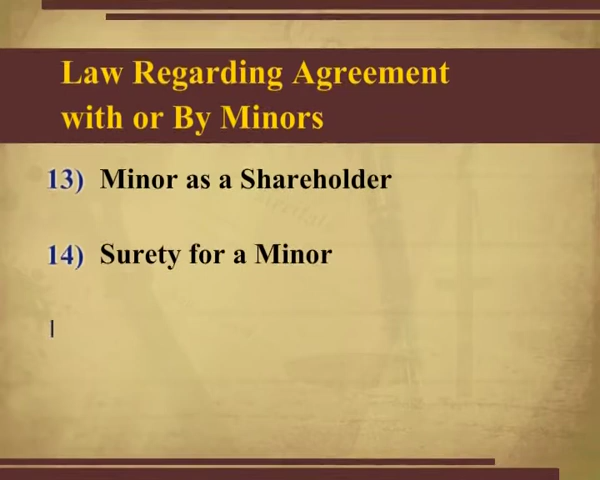 Law Regarding Agreement
with or By Minors
13) Minor as a Shareholder
14) Surety for a Minor